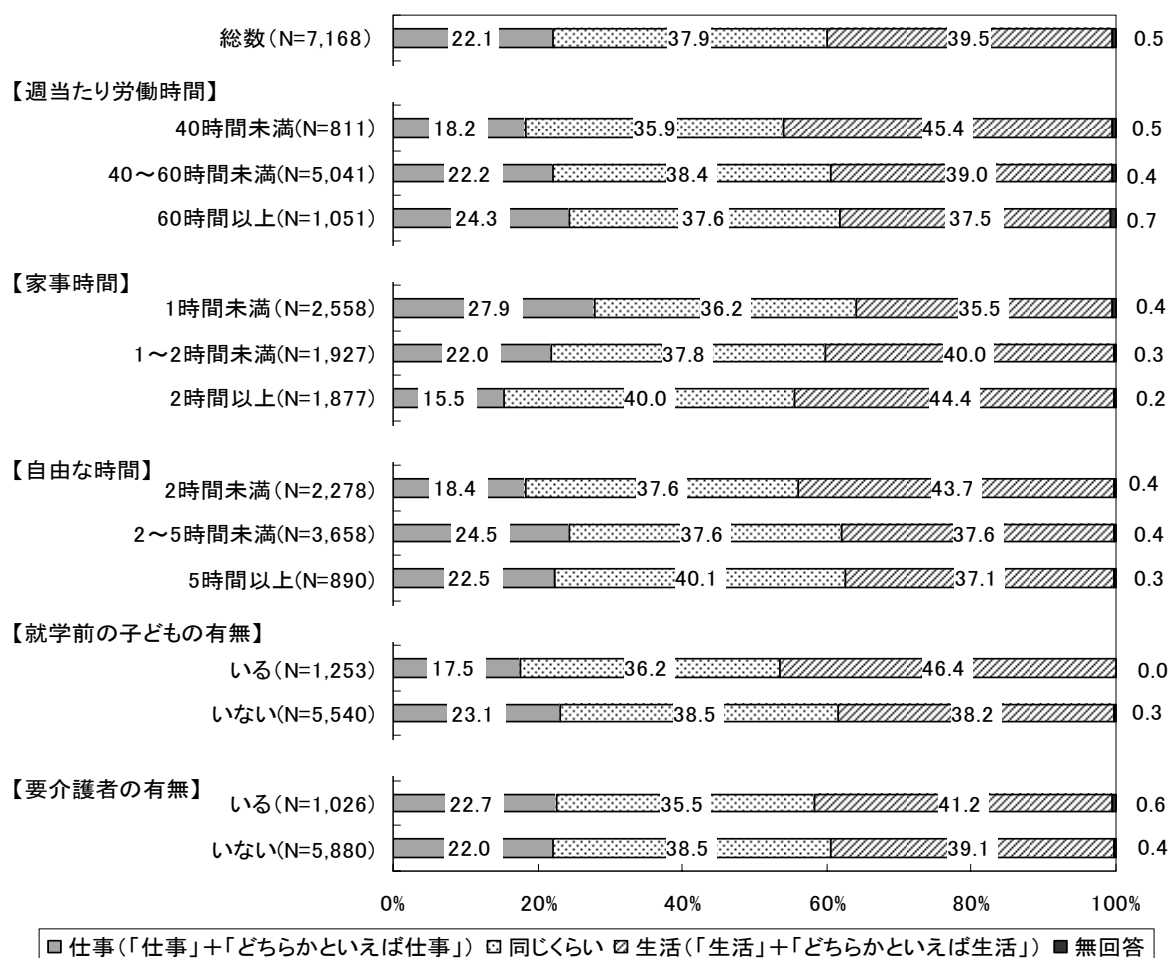 総数(N=7,168) 22.1 37.9 39.5 0.5
【週当たり労働時間】
40時間未満(N=811) 18.2 35.9 45.4 0.5
40～60時間未満(N=5,041) 22.2 38.4 39.0 0.4
60時間以上(N=1,051) 24.3 37.6 37.5 0.7
【家事時間】
1時間未満(N=2,558) 27.9 36.2 35.5 0.4
1～2時間未満(N=1,927) 22.0 37.8 40.0 0.3
2時間以上(N=1,877) 15.5 40.0 44.4 0.2
【自由な時間】
2時間未満(N=2,278) 18.4 37.6 43.7 0.4
2～5時間未満(N=3,658) 24.5 37.6 37.6 0.4
5時間以上(N=890) 22.5 40.1 37.1 0.3
【就学前の子どもの有無】
いる(N=1,253) 17.5 36.2 46.4 0.0
いない(N=5,540) 23.1 38.5 38.2 0.3
【要介護者の有無】
いる(N=1,026) 22.7 35.5 41.2 0.6
いない(N=5,880) 22.0 38.5 39.1 0.4
0% 20% 40% 60% 80% 100%
仕事(「仕事」+「どちらかといえば仕事」) 同じくらい 生活(「生活」+「どちらかといえば生活」) 無回答